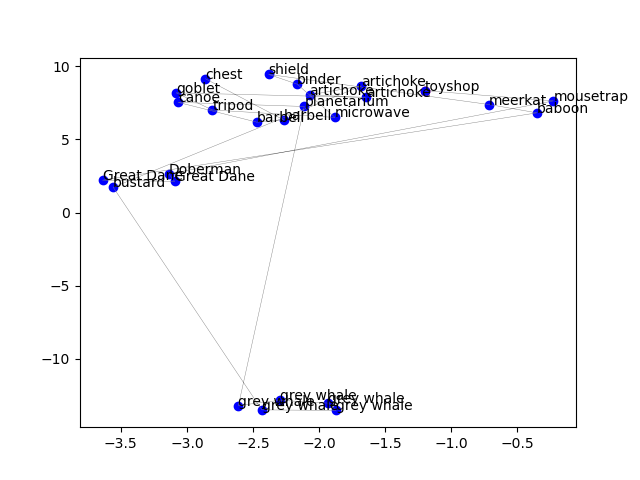 10
5
0
−5
−10
shield
chest
binder
artichoke
goblet
artichoke
artichoke
toyshop
mousetrap
canoe
planetarium
meerkat
tripod
baboon
barbell
barbell
microwave
Doberman
Great Dane
Great Dane
bustard
grey whale
grey whale
grey whale
grey whale
grey whale
−3.5
−3.0
−2.5
−2.0
−1.5
−1.0
−0.5